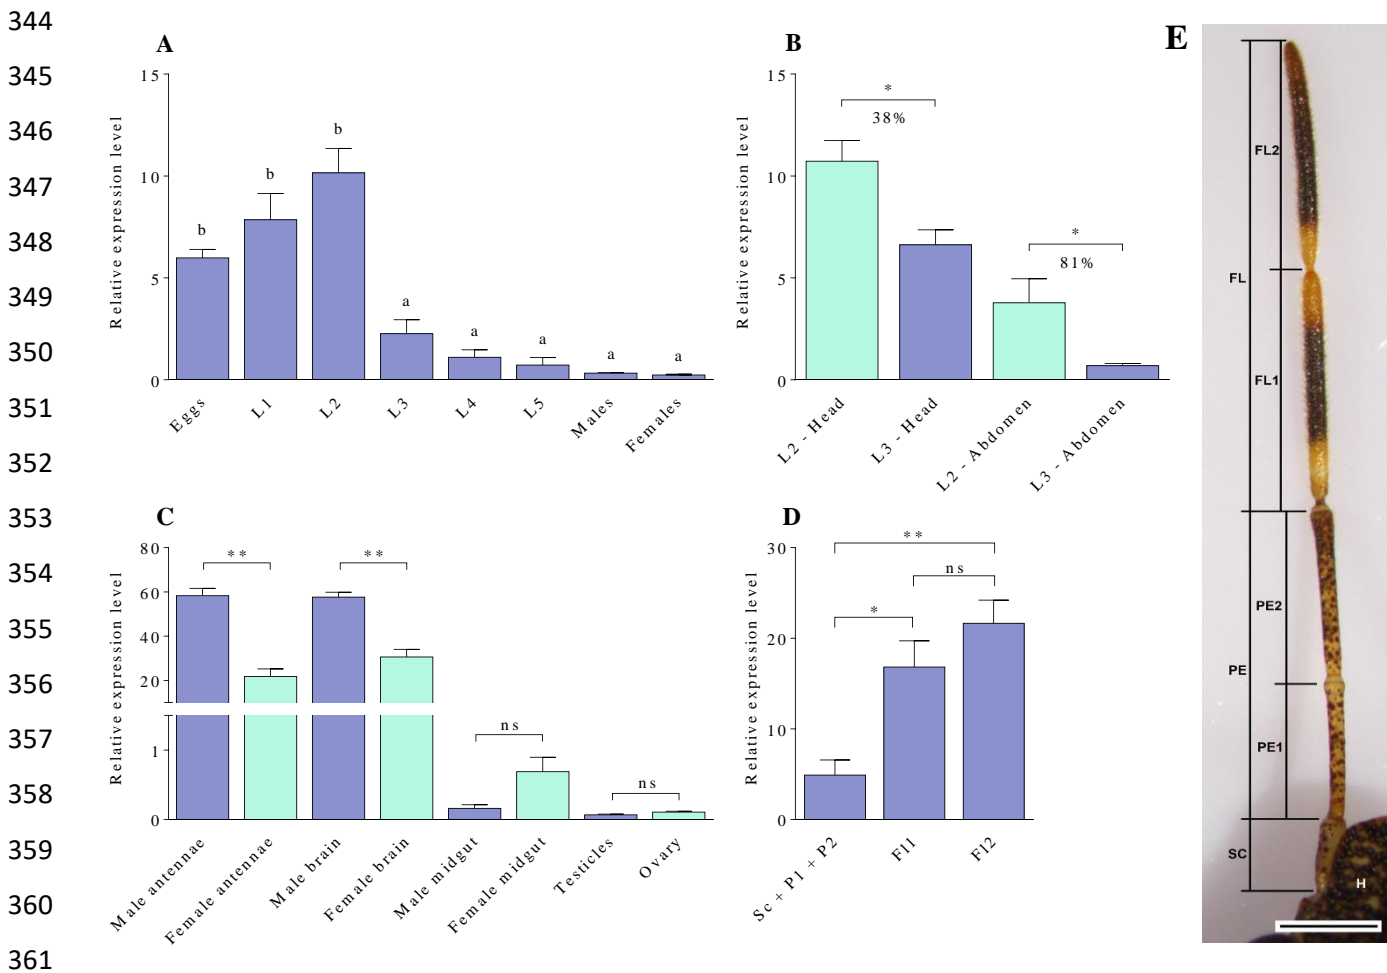 344
345
346
347
348
349
350
351
352
353
354
355
356
357
358
359
360
361
A
Relative expression level
15
10
5
0
b
b
b
a
a
a
a
a
Eggs
L1
L2
L3
L4
L5
Males
Females
B
Relative expression level
15
10
5
0
*
38%
*
81%
L2 - Head
L3 - Head
L2 - Abdomen
L3 - Abdomen
C
Relative expression level
80
60
40
20
1
0
**
**
ns
ns
Male antennae
Female antennae
Male brain
Female brain
Male midgut
Female midgut
Testicles
Ovary
D
Relative expression level
30
20
10
0
**
ns
*
Sc + P1 + P2
Fl1
Fl2
E
FL2
FL
FL1
PE2
PE
PE1
SC
H